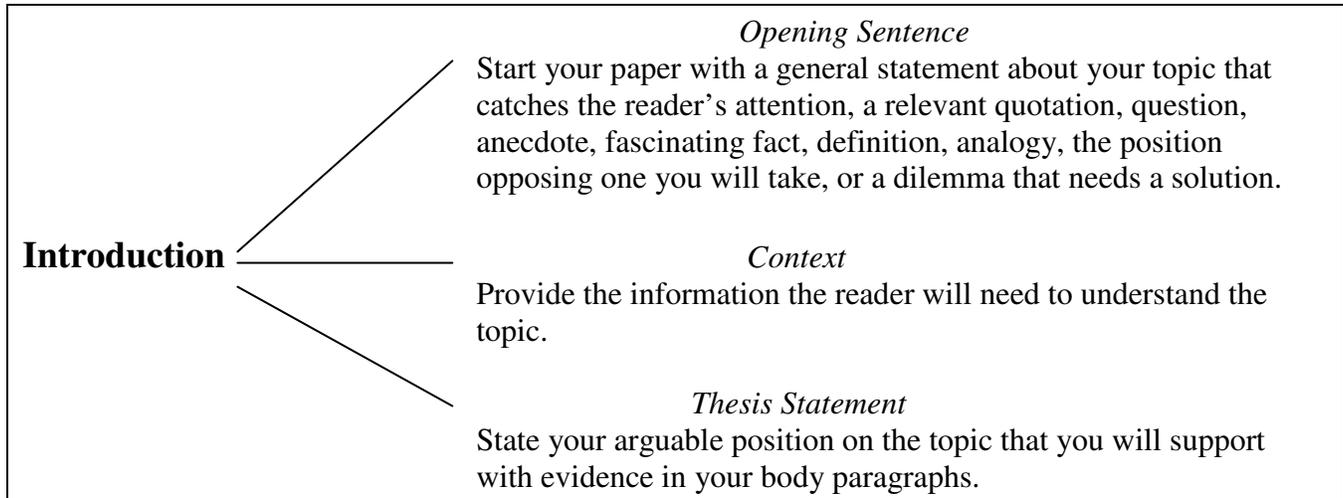 Opening Sentence
Start your paper with a general statement about your topic that
catches the reader’s attention, a relevant quotation, question,
anecdote, fascinating fact, definition, analogy, the position
opposing one you will take, or a dilemma that needs a solution.
Introduction
Context
Provide the information the reader will need to understand the
topic.
Thesis Statement
State your arguable position on the topic that you will support
with evidence in your body paragraphs.